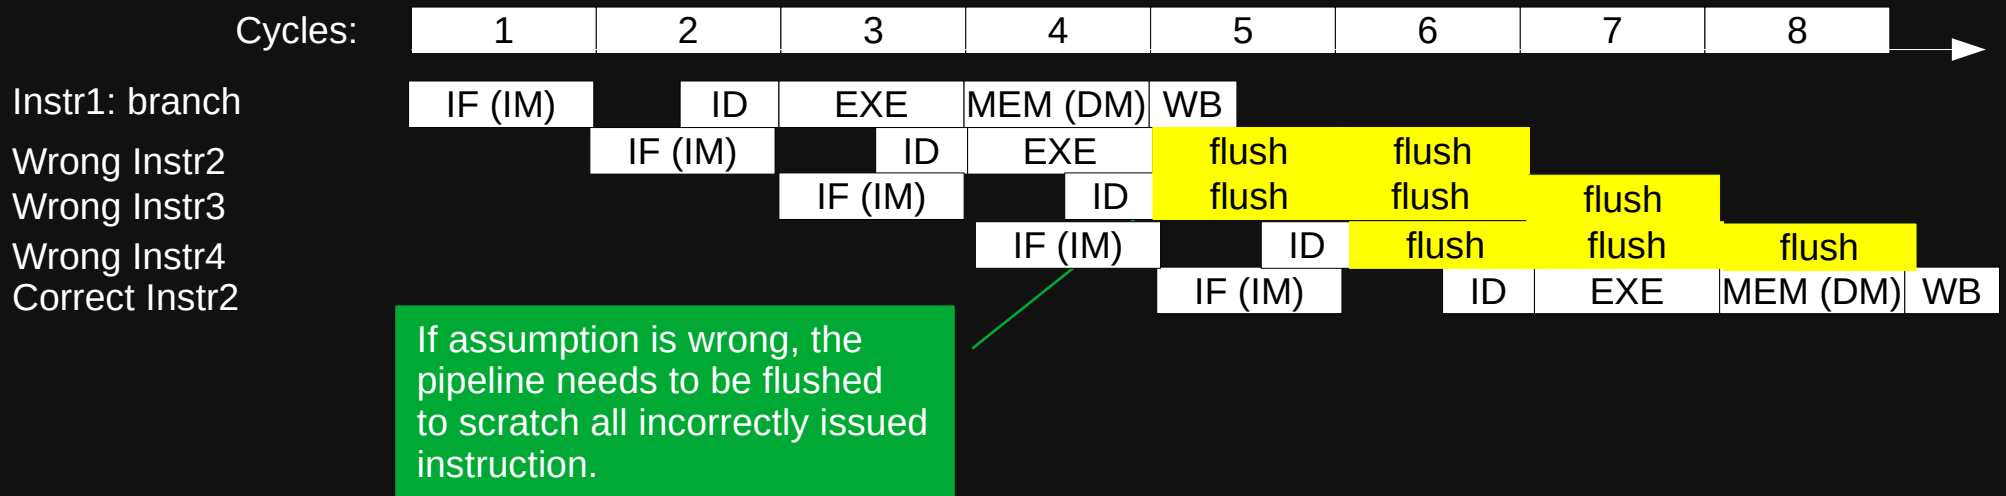 Cycles: 1 2 3 4 5 6 7 8
Instr1: branch IF (IM) ID EXE MEM (DM) WB
Wrong Instr2 IF (IM) ID EXE flush flush
Wrong Instr3 IF (IM) ID flush flush flush
Wrong Instr4 IF (IM) ID flush flush flush
Correct Instr2 IF (IM) ID EXE MEM (DM) WB
If assumption is wrong, the
pipeline needs to be flushed
to scratch all incorrectly issued
instruction.